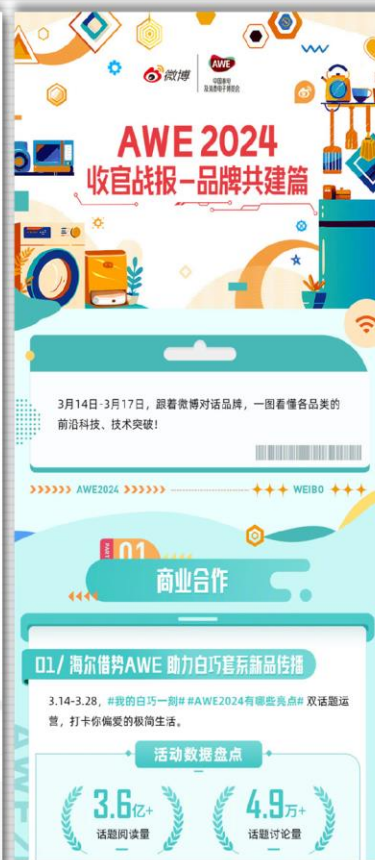 微博
AWE
中国家电
及消费电子博览会
AWE 2024
收官战报-品牌共建篇
3月14日-3月17日，跟着微博对话品牌，一图看懂各品类的
前沿科技、技术突破！
AWE2024
WEIBO
PART
01
商业合作
01/ 海尔借势AWE 助力白巧套系新品传播
3.14-3.28，#我的白巧一刻# #AWE2024有哪些亮点# 双话题运
营，打卡你偏爱的极简生活。
活动数据盘点
3.6亿+
话题阅读量
4.9万+
话题讨论量